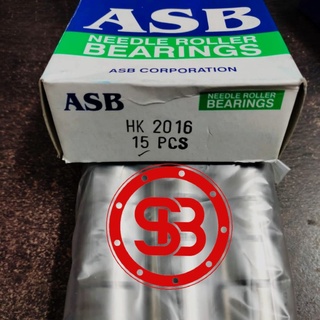 ASB
NEEDLE ROLLER
BEARINGS
ASB CORPORATION
ASB
NEEDLE ROLLER
BEARINGS
HK 2016
15 PCS
SB